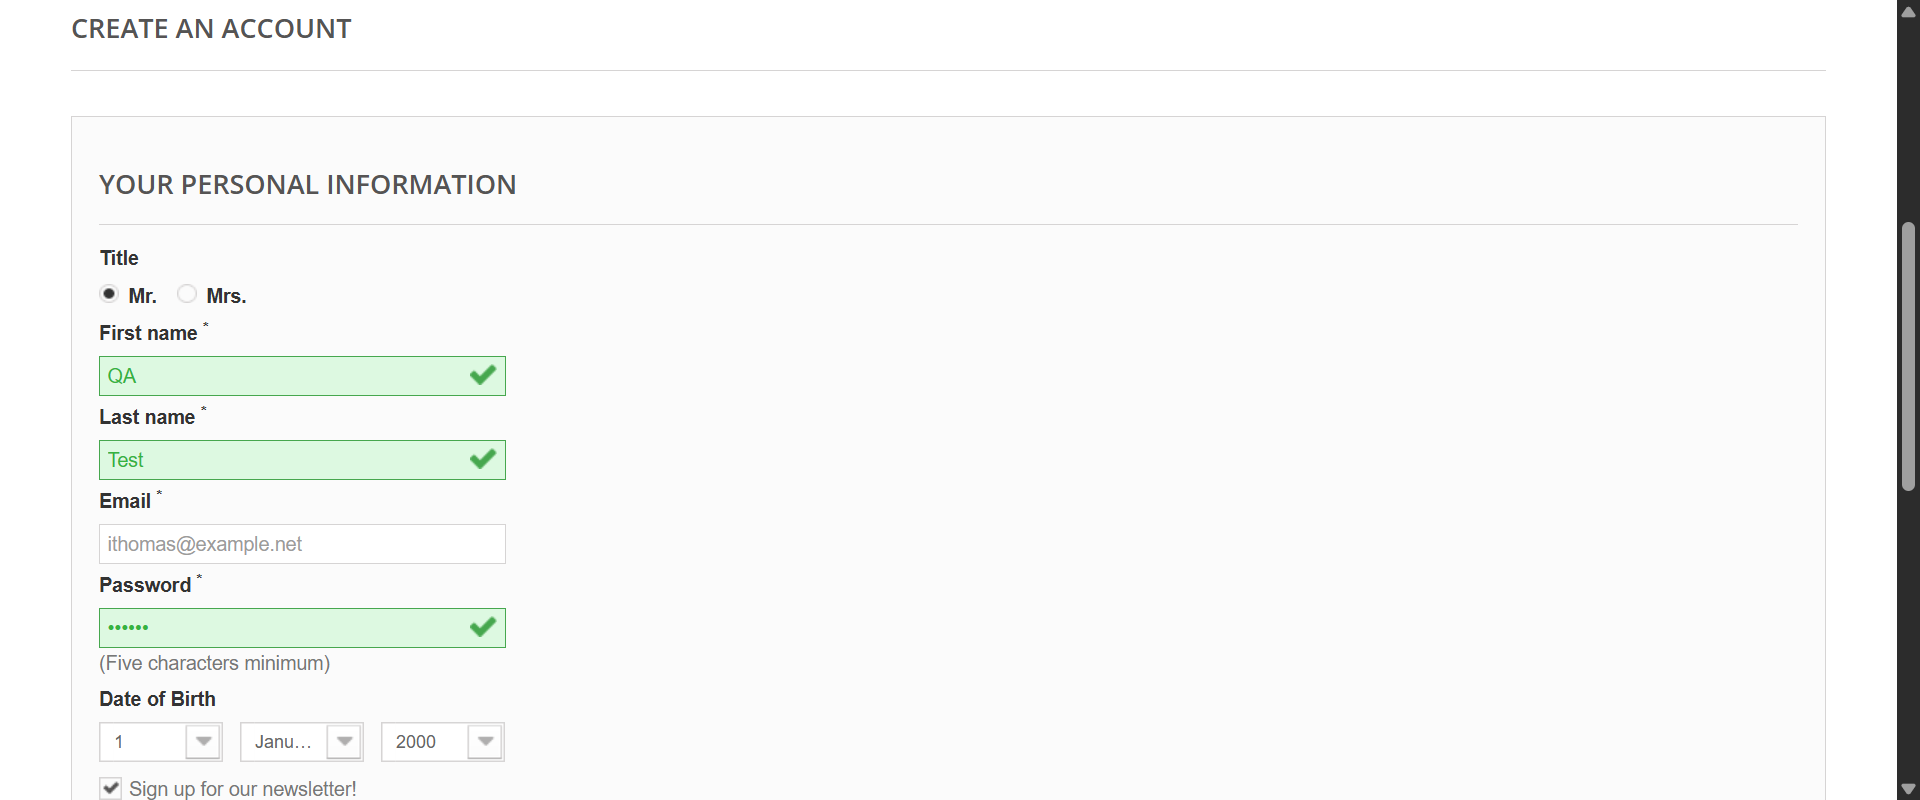 CREATE AN ACCOUNT
YOUR PERSONAL INFORMATION
Title
Mr. Mrs.
First name *
QA
Last name *
Test
Email *
ithomas@example.net
Password *
••••••
(Five characters minimum)
Date of Birth
1 Janu... 2000
Sign up for our newsletter!